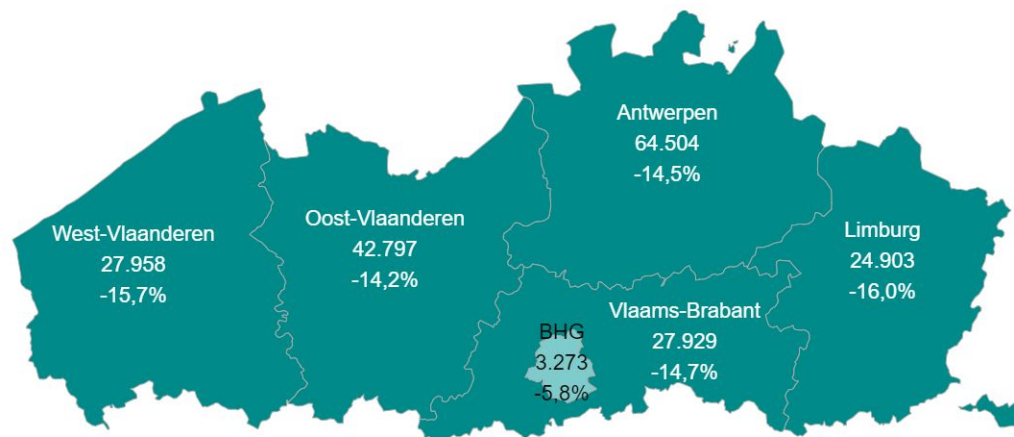 Antwerpen
64.504
-14,5%
Oost-Vlaanderen
42.797
-14,2%
West-Vlaanderen
27.958
-15,7%
Limburg
24.903
-16,0%
Vlaams-Brabant
27.929
-14,7%
BHG
3.273
-5,8%